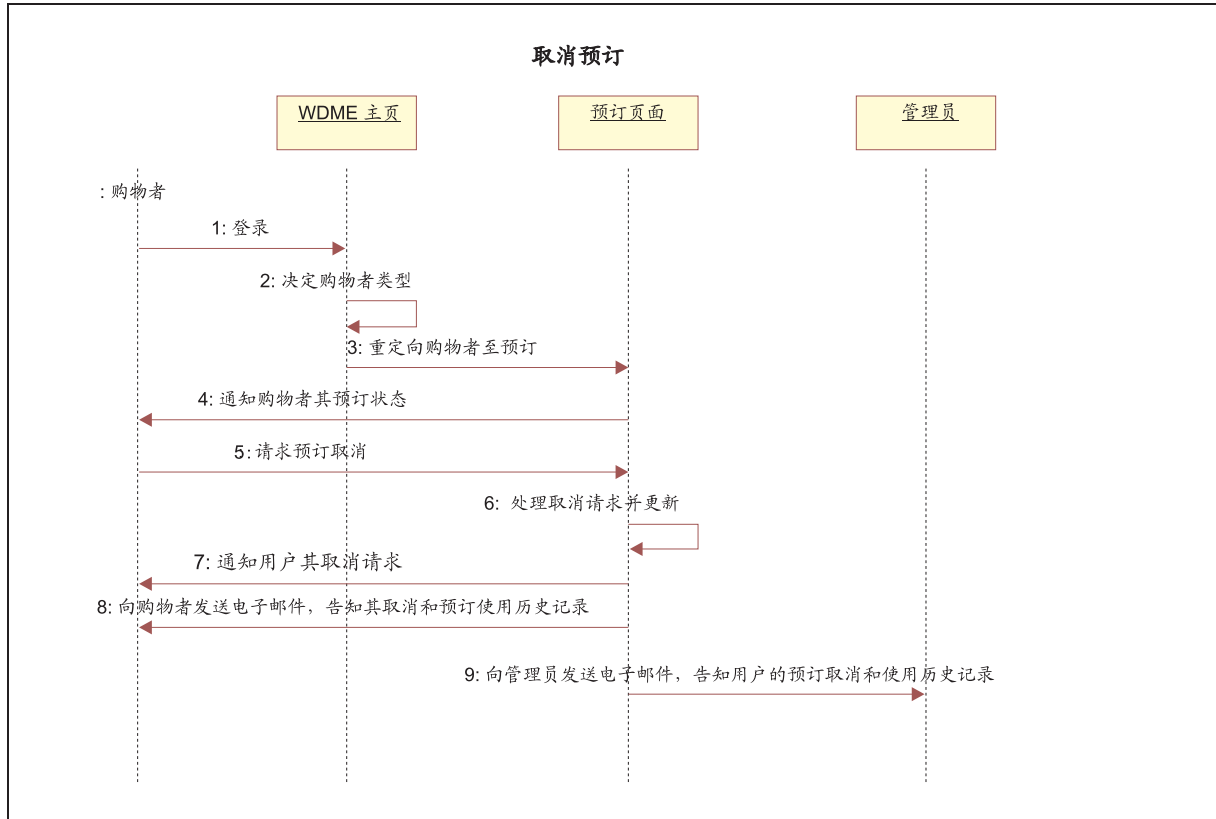 取消预订
WDME 主页
预订页面
管理员
: 购物者
1: 登录
2: 决定购物者类型
3: 重定向购物者至预订
4: 通知购物者其预订状态
5: 请求预订取消
6: 处理取消请求并更新
7: 通知用户其取消请求
8: 向购物者发送电子邮件，告知其取消和预订使用历史记录
9: 向管理员发送电子邮件，告知用户的预订取消和使用历史记录